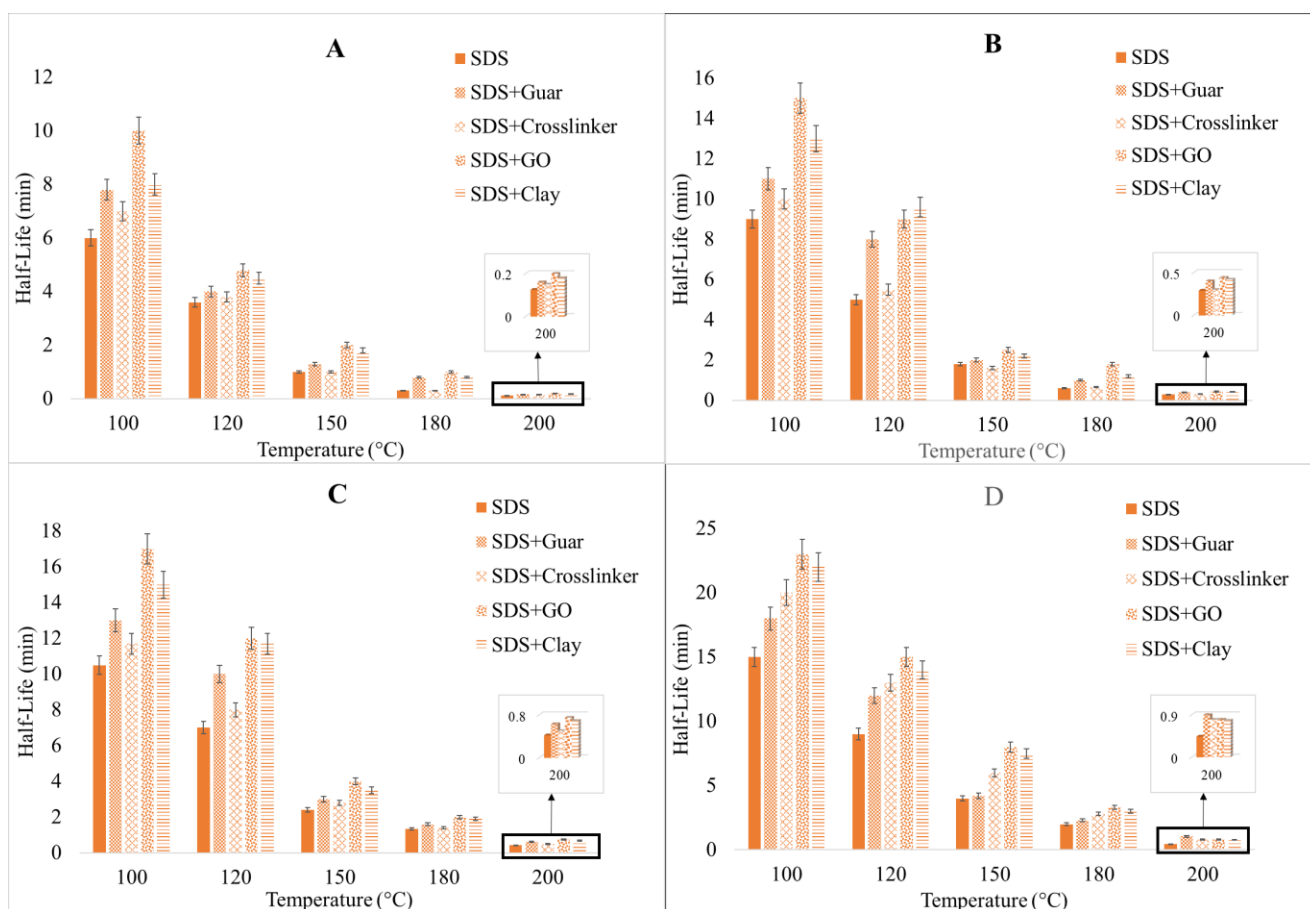 A
SDS
SDS+Guar
SDS+Crosslinker
SDS+GO
SDS+Clay
Half-Life (min)
12
10
8
6
4
2
0
0.2
0
200
100 120 150 180 200
Temperature (°C)
B
SDS
SDS+Guar
SDS+Crosslinker
SDS+GO
SDS+Clay
Half-Life (min)
16
14
12
10
8
6
4
2
0
0.5
0
200
100 120 150 180 200
Temperature (°C)
C
SDS
SDS+Guar
SDS+Crosslinker
SDS+GO
SDS+Clay
Half-Life (min)
18
16
14
12
10
8
6
4
2
0
0.8
0
200
100 120 150 180 200
Temperature (°C)
D
SDS
SDS+Guar
SDS+Crosslinker
SDS+GO
SDS+Clay
Half-Life (min)
25
20
15
10
5
0
0.9
0
200
100 120 150 180 200
Temperature (°C)